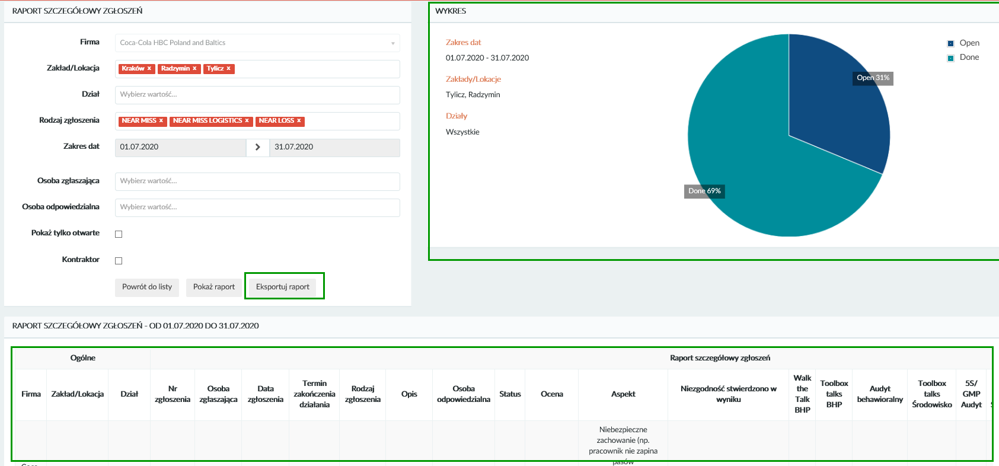 RAPORT SZCZEGÓŁOWY ZGŁOSZEŃ
Firma
Coca-Cola HBC Poland and Baltics
Zakład/Lokacja
Kraków x Radzymin x Tylicz x
Dział
Wybierz wartość...
Rodzaj zgłoszenia
NEAR MISS x NEAR MISS LOGISTICS x NEAR LOSS x
Zakres dat
01.07.2020 > 31.07.2020
Osoba zgłaszająca
Wybierz wartość...
Osoba odpowiedzialna
Wybierz wartość...
Pokaż tylko otwarte
Kontraktor
Powrót do listy Pokaż raport Eksportuj raport
WYKRES
Zakres dat
01.07.2020 - 31.07.2020
Zakłady/Lokacje
Tylicz, Radzymin
Działy
Wszystkie
Open
Done
Open 31%
Done 69%
RAPORT SZCZEGÓŁOWY ZGŁOSZEŃ - OD 01.07.2020 DO 31.07.2020
Ogólne
Raport szczegółowy zgłoszeń
Firma
Zakład/Lokacja
Dział
Nr
zgłoszenia
Osoba
zgłaszająca
Data
zgłoszenia
Termin
zakończenia
działania
Rodzaj
zgłoszenia
Opis
Osoba
odpowiedzialna
Status
Ocena
Aspekt
Niezgodność stwierdzono w
wyniku
Walk
the
Talk
BHP
Toolbox
talks
BHP
Audyt
behawioralny
Toolbox
talks
Środowisko
5S/
GMP
Audyt
Niebezpieczne
zachowanie (np.
pracownik nie zapina
pasów